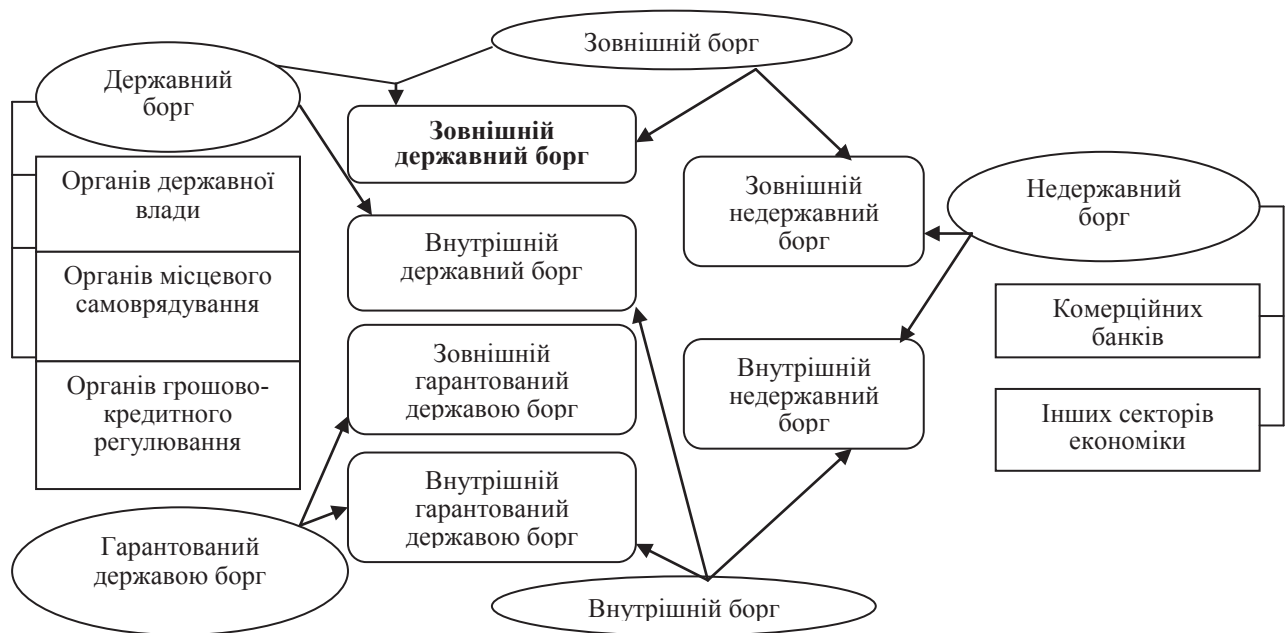 Зовнішній борг
Державний
борг
Зовнішній
державний борг
Органів державної
влади
Зовнішній
недержавний
борг
Недержавний
борг
Внутрішній
державний борг
Органів місцевого
самоврядування
Комерційних
банків
Зовнішній
гарантований
державою борг
Внутрішній
недержавний
борг
Органів грошово-
кредитного
регулювання
Інших секторів
економіки
Внутрішній
гарантований
державою борг
Гарантований
державою борг
Внутрішній борг